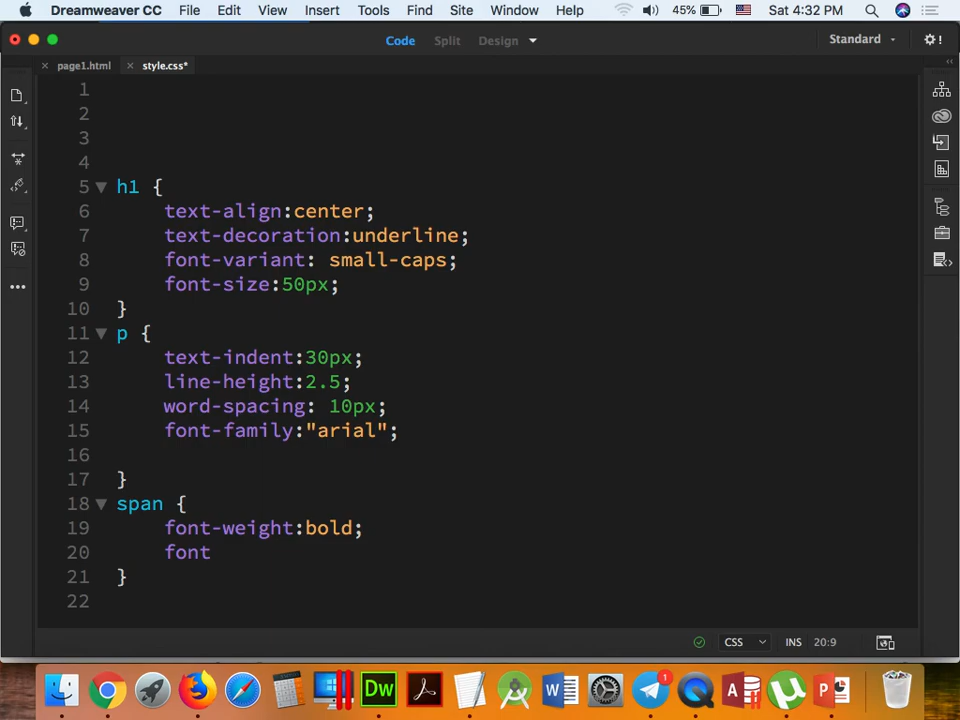 Dreamweaver CC File Edit View Insert Format Tools Find Site Window Help 45% Sat 4:32 PM
Code Split Design Standard
page1.html style.css*
1
2
3
4
5 h1 {
6 text-align:center;
7 text-decoration:underline;
8 font-variant: small-caps;
9 font-size:50px;
10 }
11 p {
12 text-indent:30px;
13 line-height:2.5;
14 word-spacing: 10px;
15 font-family:"arial";
16
17 }
18 span {
19 font-weight:bold;
20 font
21 }
22
CSS INS 20:9
Dw W 1 A P